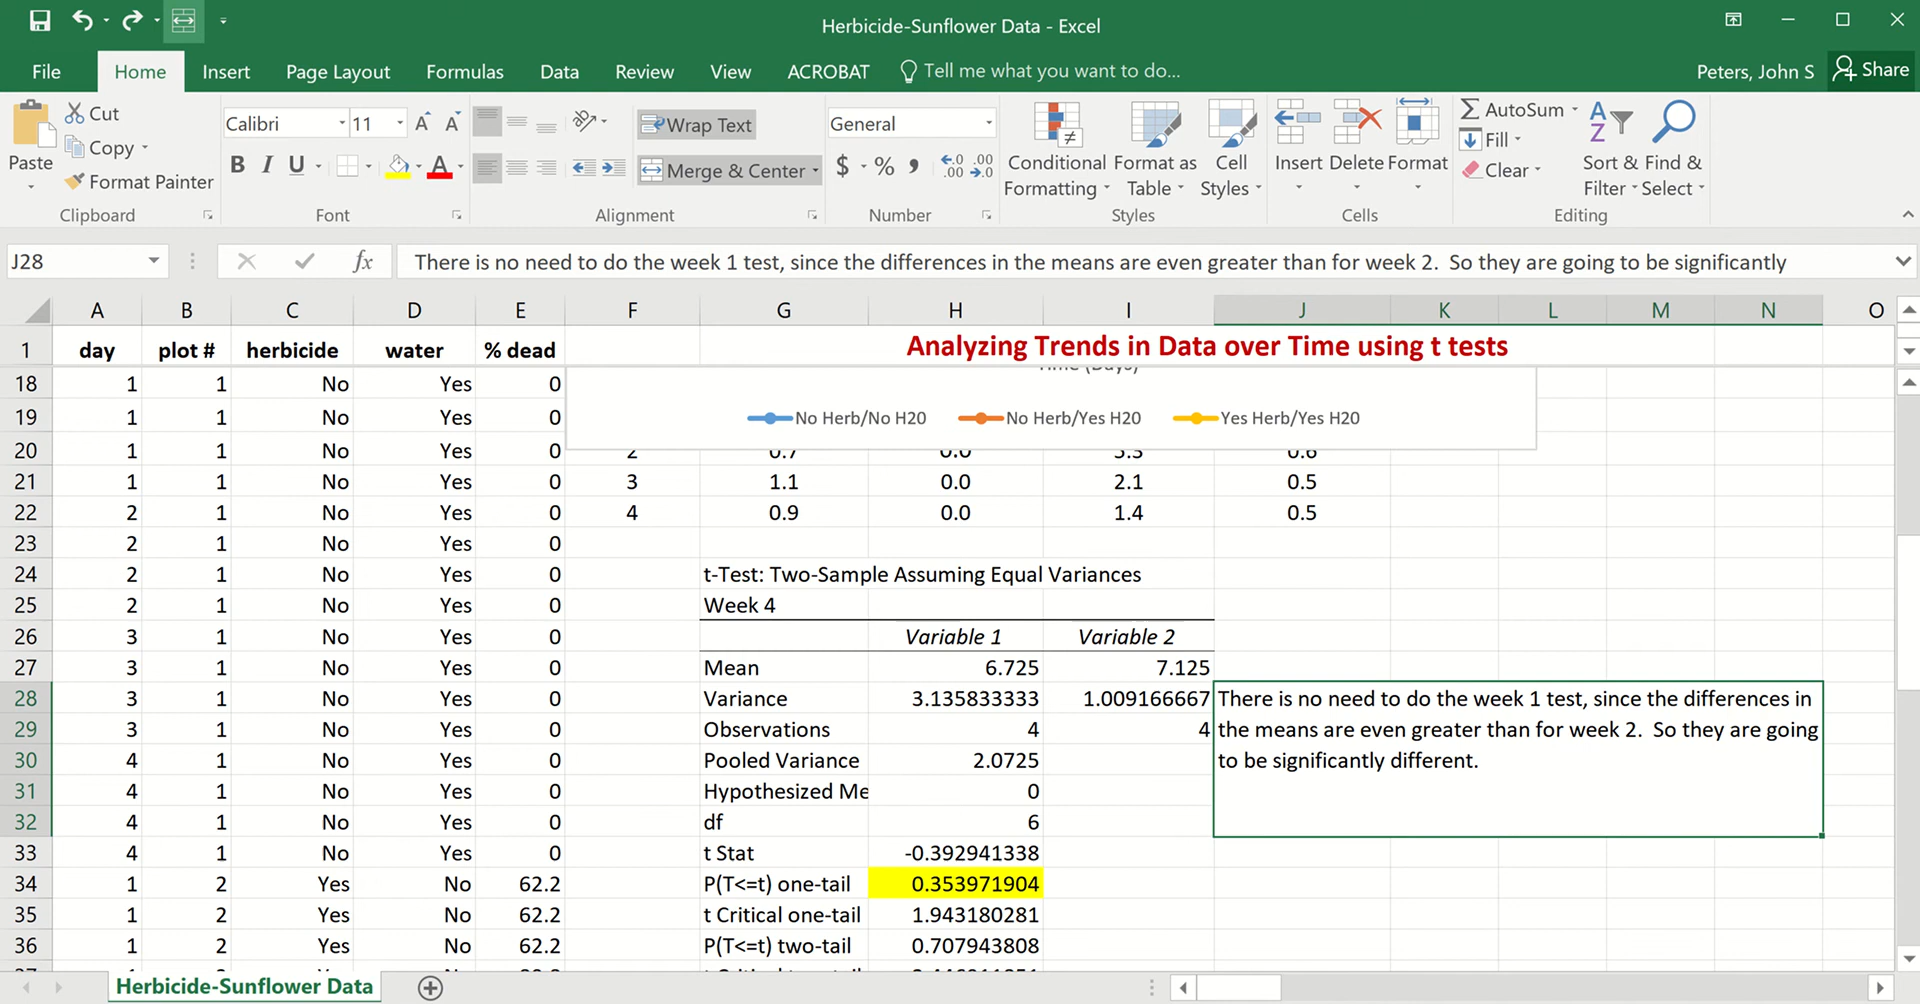 Herbicide-Sunflower Data - Excel
File Home Insert Page Layout Formulas Data Review View ACROBAT Tell me what you want to do... Peters, John S Share
Paste Cut Copy Format Painter Clipboard
Calibri 11 A A B I U A Font
Wrap Text Merge & Center Alignment
General $ % , .0 .00 .00 .0 Number
Conditional Formatting Format as Table Cell Styles Styles
Insert Delete Format Cells
AutoSum Fill Clear A Z Sort & Filter Find & Select Editing
J28 fx There is no need to do the week 1 test, since the differences in the means are even greater than for week 2. So they are going to be significantly
A B C D E F G H I J K L M N O
1 day plot # herbicide water % dead Analyzing Trends in Data over Time using t tests
Time (Days)
18 1 1 No Yes 0
19 1 1 No Yes 0 No Herb/No H20 No Herb/Yes H20 Yes Herb/Yes H20
20 1 1 No Yes 0 2 0.7 0.0 0.6
21 1 1 No Yes 0 3 1.1 0.0 2.1 0.5
22 2 1 No Yes 0 4 0.9 0.0 1.4 0.5
23 2 1 No Yes 0
24 2 1 No Yes 0 t-Test: Two-Sample Assuming Equal Variances
25 2 1 No Yes 0 Week 4
26 3 1 No Yes 0 Variable 1 Variable 2
27 3 1 No Yes 0 Mean 6.725 7.125
28 3 1 No Yes 0 Variance 3.135833333 1.009166667 There is no need to do the week 1 test, since the differences in
29 3 1 No Yes 0 Observations 4 4 the means are even greater than for week 2. So they are going
30 4 1 No Yes 0 Pooled Variance 2.0725 to be significantly different.
31 4 1 No Yes 0 Hypothesized Me 0
32 4 1 No Yes 0 df 6
33 4 1 No Yes 0 t Stat -0.392941338
34 1 2 Yes No 62.2 P(T<=t) one-tail 0.353971904
35 1 2 Yes No 62.2 t Critical one-tail 1.943180281
36 1 2 Yes No 62.2 P(T<=t) two-tail 0.707943808
Herbicide-Sunflower Data